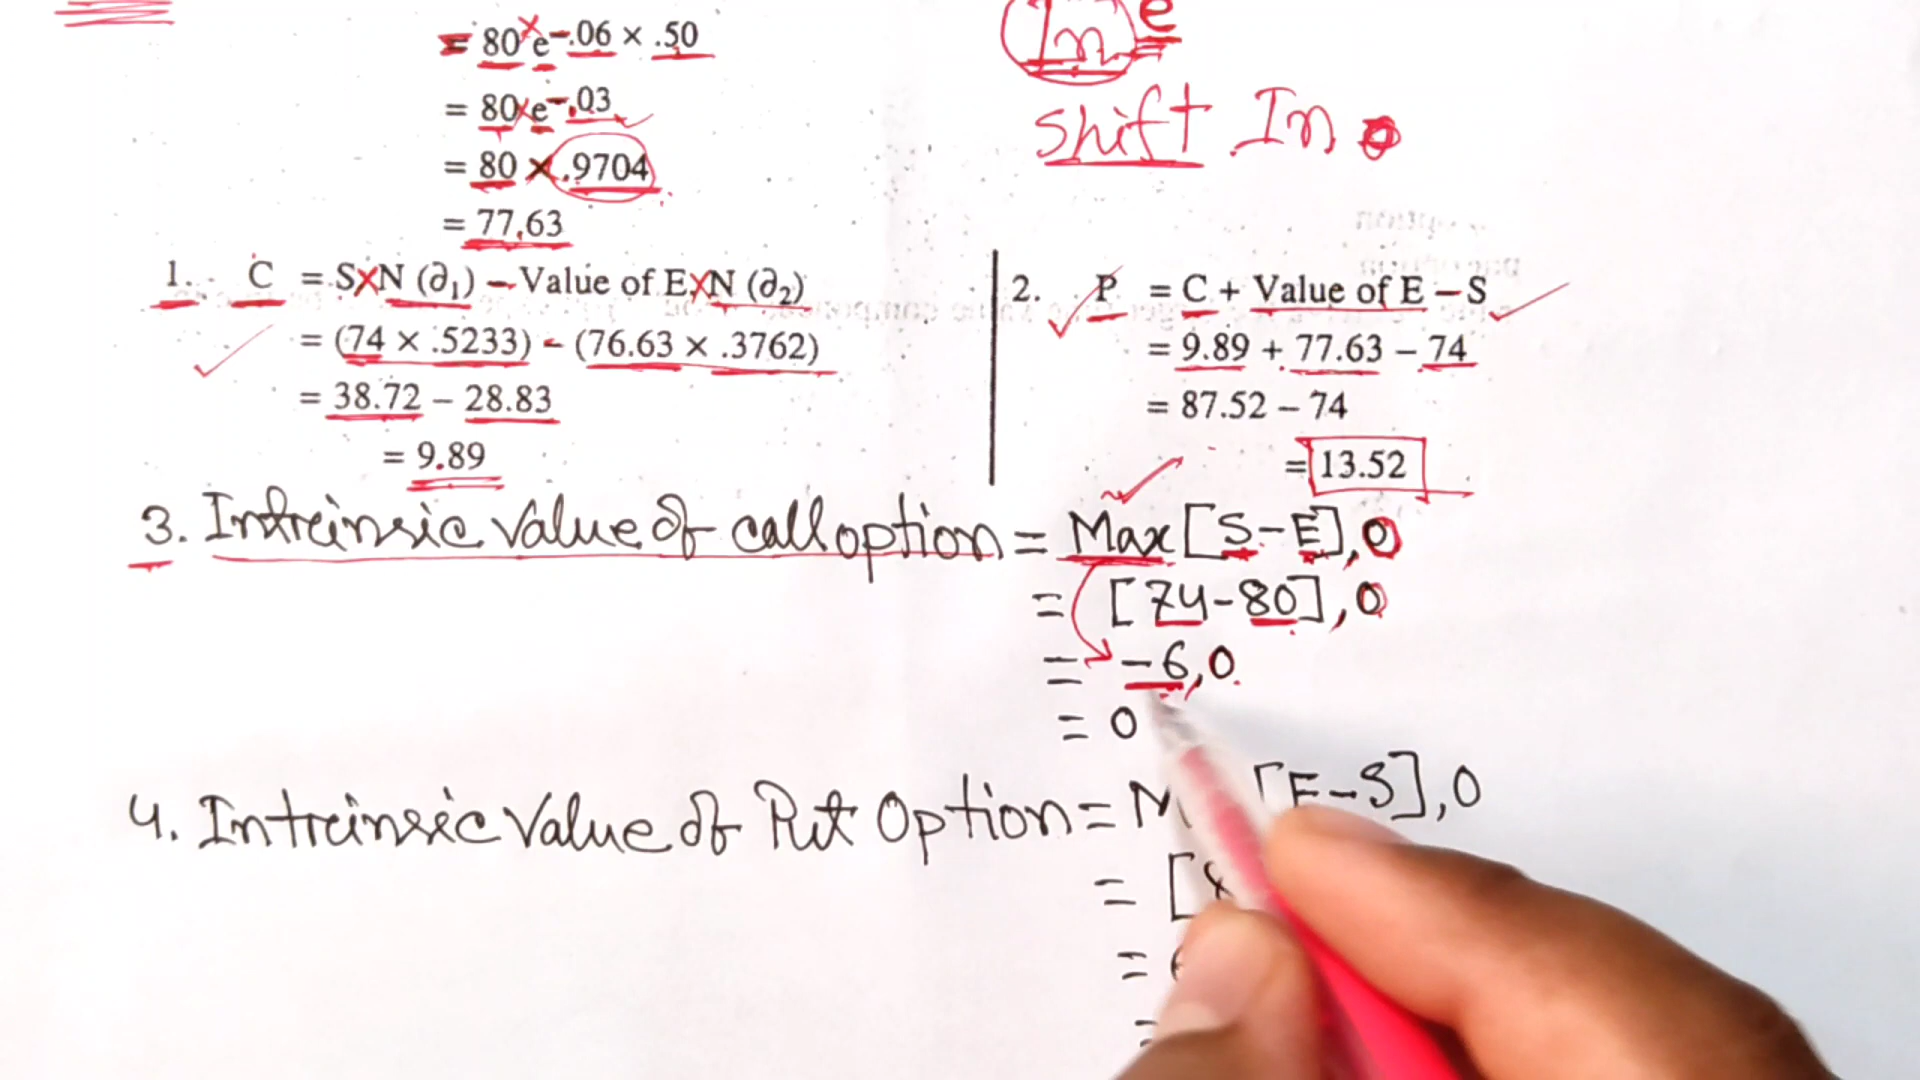 = 80 × e-.06 × .50
ln e
= 80 × e-.03
shift ln
= 80 × .9704
= 77.63
1. C = S×N (∂1) – Value of E×N (∂2)
= (74 × .5233) - (76.63 × .3762)
= 38.72 – 28.83
= 9.89
2. P = C + Value of E – S
= 9.89 + 77.63 – 74
= 87.52 – 74
= 13.52
3. Intreinsic Value of call option = Max [S-E], 0
= [74-80], 0
= -6, 0
= 0
4. Intreinsic Value of Put Option = M [E-S], 0
= [8
=
=